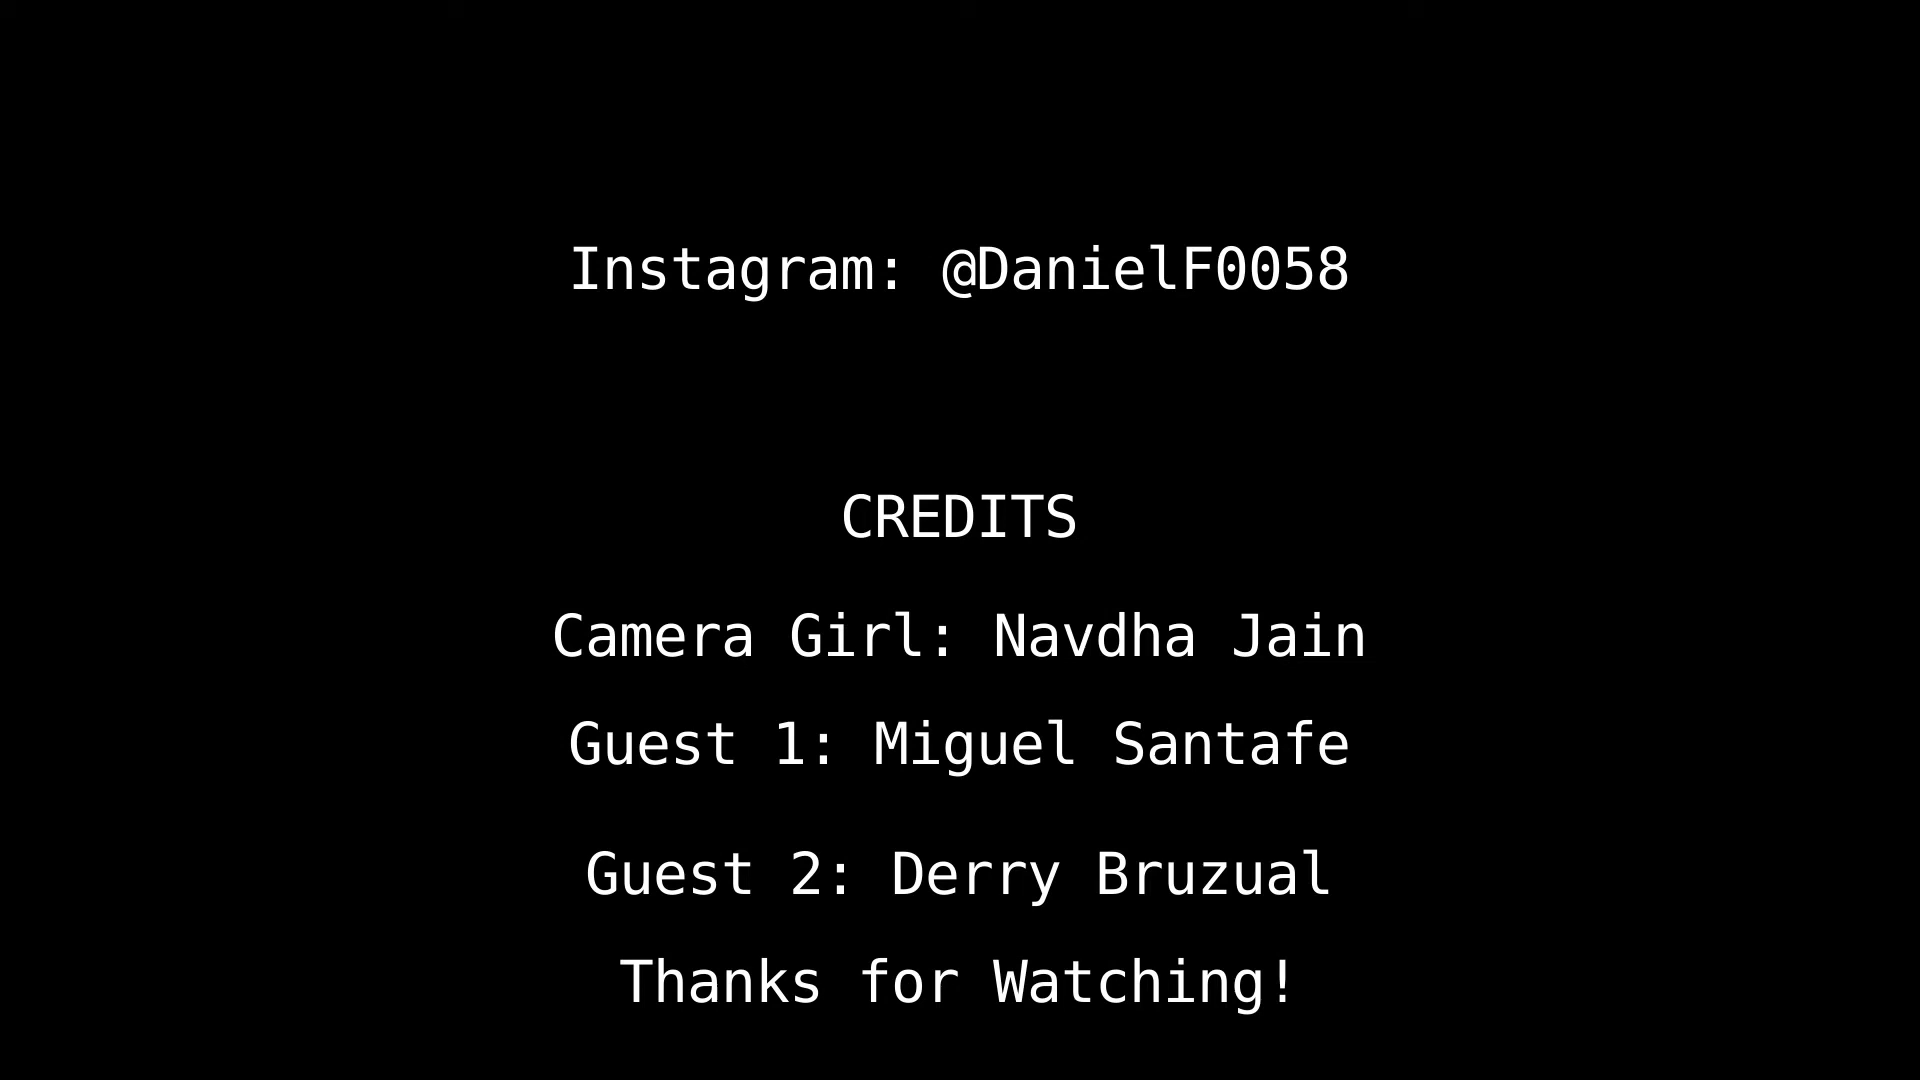 Instagram: @DanielF0058
CREDITS
Camera Girl: Navdha Jain
Guest 1: Miguel Santafe
Guest 2: Derry Bruzual
Thanks for Watching!